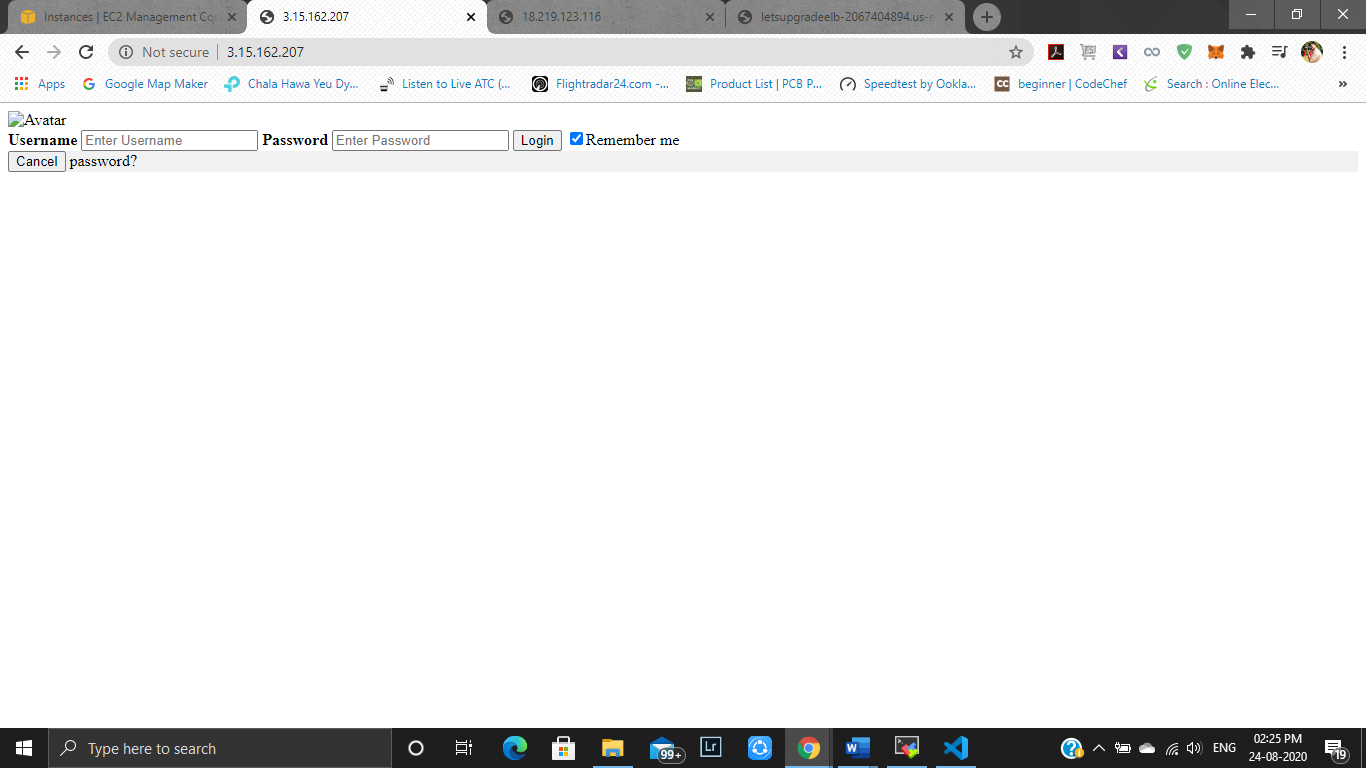 Instances | EC2 Management Con
3.15.162.207
18.219.123.116
letsupgradeelb-2067404894.us-e
Not secure
3.15.162.207
Apps
Google Map Maker
Chala Hawa Yeu Dy...
Listen to Live ATC (...
Flightradar24.com -...
Product List | PCB P...
Speedtest by Ookla...
CC
beginner | CodeChef
Search : Online Elec...
»
Avatar
Username Enter Username Password Enter Password Login Remember me
Cancel password?
Type here to search
99+
Lr
ENG
02:25 PM
24-08-2020
19